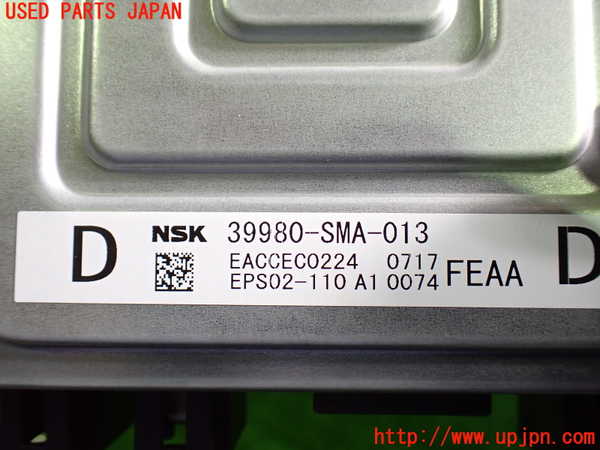 USED PARTS JAPAN
D NSK 39980-SMA-013 D
EACCEC0224 0717
EPS02-110 A1 0074 FEAA
http://www.upjpn.com/